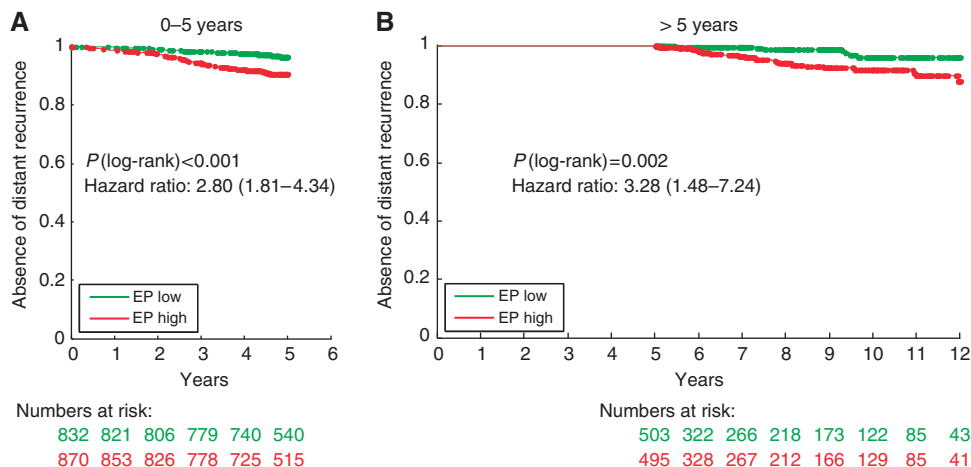 A
0–5 years
Absence of distant recurrence
1
0.8
0.6
0.4
0.2
0
P(log-rank)<0.001
Hazard ratio: 2.80 (1.81–4.34)
EP low
EP high
0 1 2 3 4 5 6
Years
Numbers at risk:
832 821 806 779 740 540
870 853 826 778 725 515
B
> 5 years
Absence of distant recurrence
1
0.8
0.6
0.4
0.2
0
P(log-rank)=0.002
Hazard ratio: 3.28 (1.48–7.24)
EP low
EP high
0 1 2 3 4 5 6 7 8 9 10 11 12
Years
Numbers at risk:
503 322 266 218 173 122 85 43
495 328 267 212 166 129 85 41